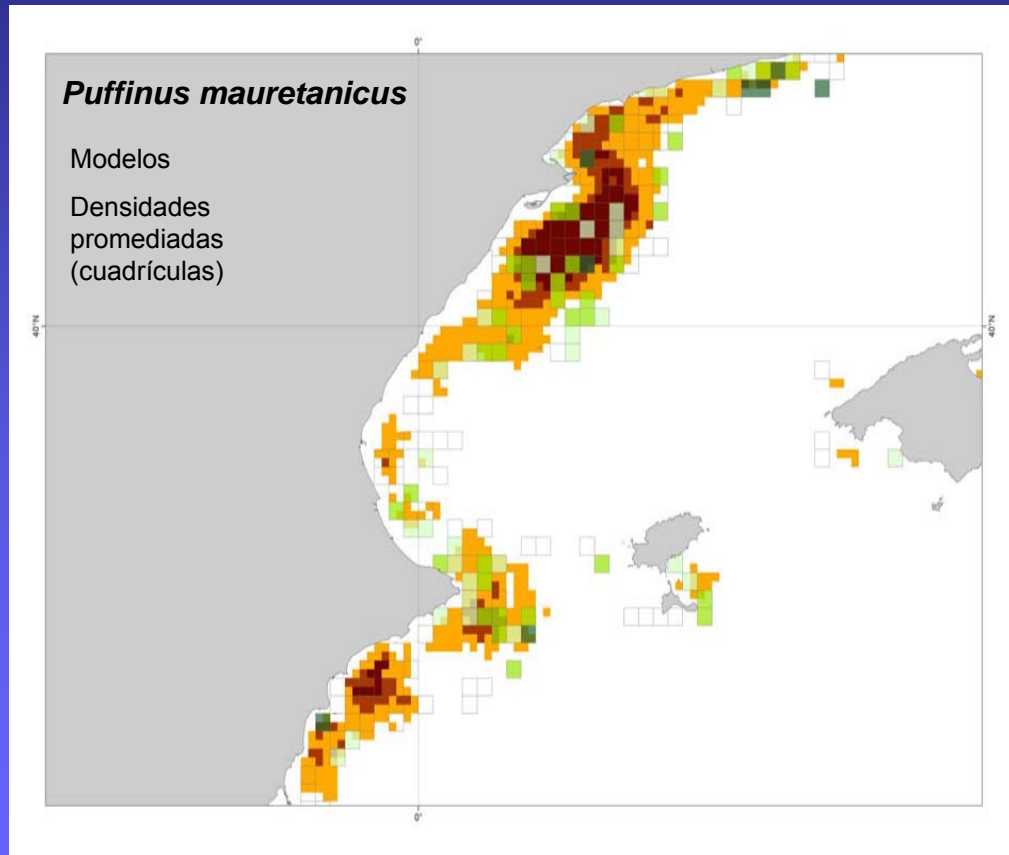 0°
Puffinus mauretanicus
Modelos
Densidades
promediadas
(cuadrículas)
40°N
40°N
0°